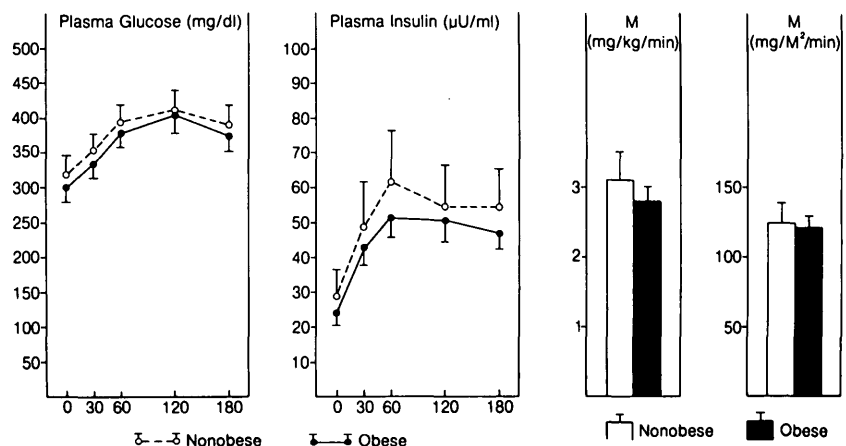 Plasma Glucose (mg/dl)
500
450
400
350
300
250
200
150
100
50
0 30 60 120 180
Plasma Insulin (µU/ml)
100
90
80
70
60
50
40
30
20
10
0 30 60 120 180
M
(mg/kg/min)
3
2
1
M
(mg/M²/min)
150
100
50
Nonobese
Obese
Nonobese
Obese